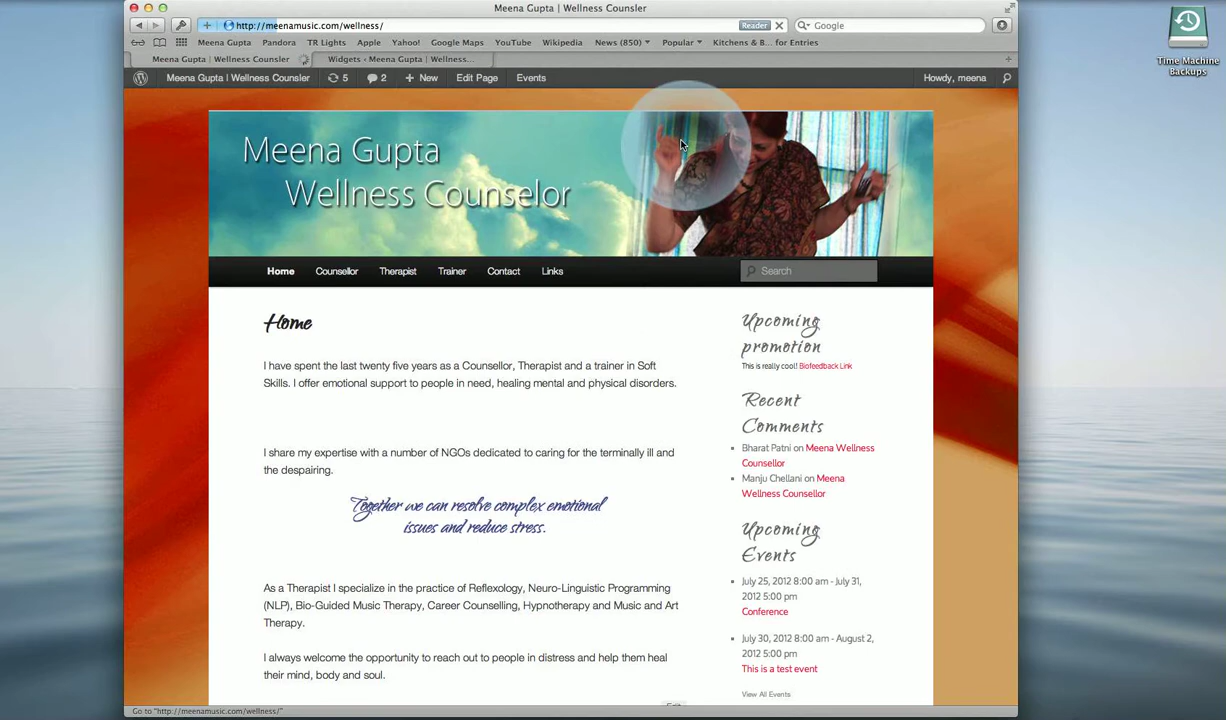 Meena Gupta | Wellness Counsler
http://meenamusic.com/wellness/
Reader
Google
Meena Gupta
Pandora
TR Lights
Apple
Yahoo!
Google Maps
YouTube
Wikipedia
News (850)
Popular
Kitchens & B... for Entries
Meena Gupta | Wellness Counsler
Widgets ‹ Meena Gupta | Wellness...
Meena Gupta | Wellness Counsler
5
2
New
Edit Page
Events
Howdy, meena
Time Machine
Backups
Meena Gupta
Wellness Counselor
Home
Counsellor
Therapist
Trainer
Contact
Links
Search
Home
I have spent the last twenty five years as a Counsellor, Therapist and a trainer in Soft
Skills. I offer emotional support to people in need, healing mental and physical disorders.
I share my expertise with a number of NGOs dedicated to caring for the terminally ill and
the despairing.
Together we can resolve complex emotional
issues and reduce stress.
As a Therapist I specialize in the practice of Reflexology, Neuro-Linguistic Programming
(NLP), Bio-Guided Music Therapy, Career Counselling, Hypnotherapy and Music and Art
Therapy.
I always welcome the opportunity to reach out to people in distress and help them heal
their mind, body and soul.
Upcoming
promotion
This is really cool! Biofeedback Link
Recent
Comments
Bharat Patni on Meena Wellness
Counsellor
Manju Chellani on Meena
Wellness Counsellor
Upcoming
Events
July 25, 2012 8:00 am - July 31,
2012 5:00 pm
Conference
July 30, 2012 8:00 am - August 2,
2012 5:00 pm
This is a test event
View All Events
Go to "http://meenamusic.com/wellness/"